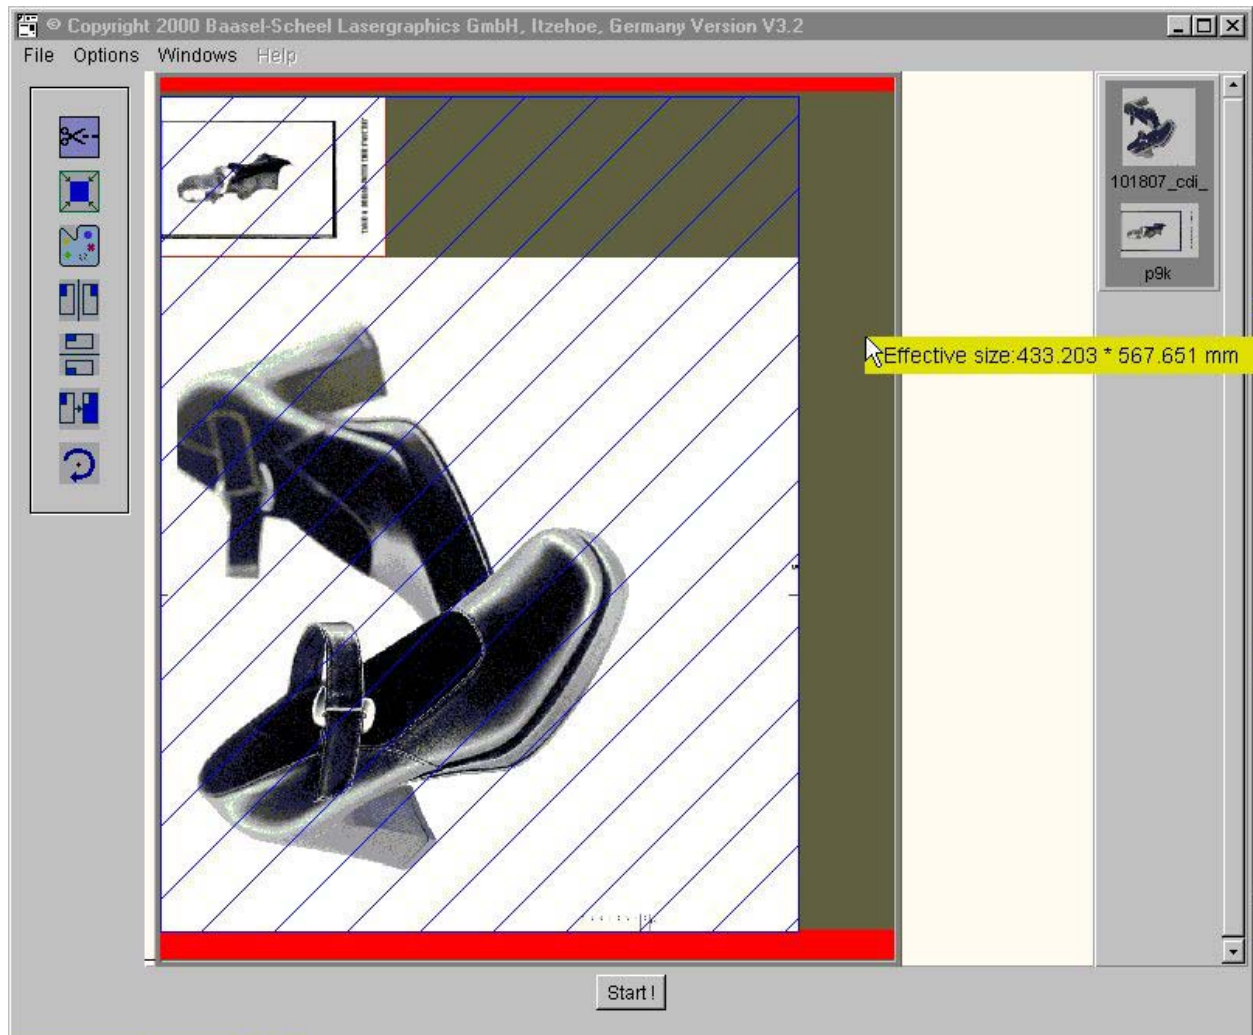 © Copyright 2000 Baasel-Scheel Lasergraphics GmbH, Itzehoe, Germany Version V3.2
File Options Windows Help
101807_cdi_
p9k
Effective size:433.203 * 567.651 mm
Start !